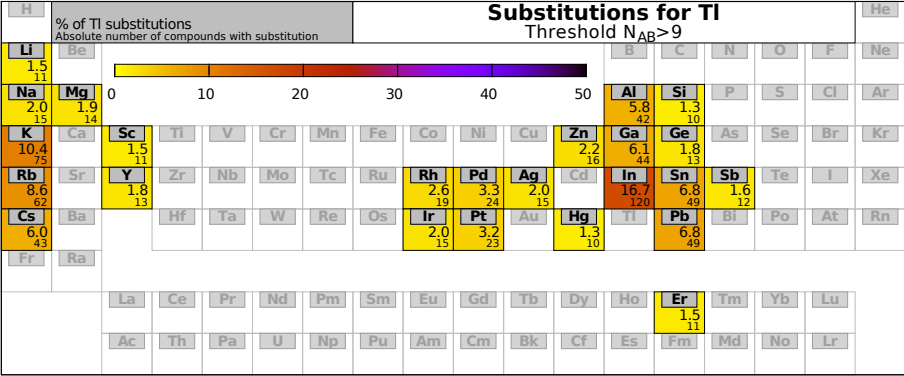 H
% of Tl substitutions
Absolute number of compounds with substitution
Substitutions for Tl
Threshold N_AB>9
He
Li Be B C N O F Ne
1.5
11
0 10 20 30 40 50
Na Mg Al Si P S Cl Ar
2.0 1.9 5.8 1.3
15 14 42 10
K Ca Sc Ti V Cr Mn Fe Co Ni Cu Zn Ga Ge As Se Br Kr
10.4 1.5 2.2 6.1 1.8
75 11 16 44 13
Rb Sr Y Zr Nb Mo Tc Ru Rh Pd Ag Cd In Sn Sb Te I Xe
8.6 1.8 2.6 3.3 2.0 16.7 6.8 1.6
62 13 19 24 15 120 49 12
Cs Ba Hf Ta W Re Os Ir Pt Au Hg Tl Pb Bi Po At Rn
6.0 2.0 3.2 1.3 6.8
43 15 23 10 49
Fr Ra
La Ce Pr Nd Pm Sm Eu Gd Tb Dy Ho Er Tm Yb Lu
1.5
11
Ac Th Pa U Np Pu Am Cm Bk Cf Es Fm Md No Lr